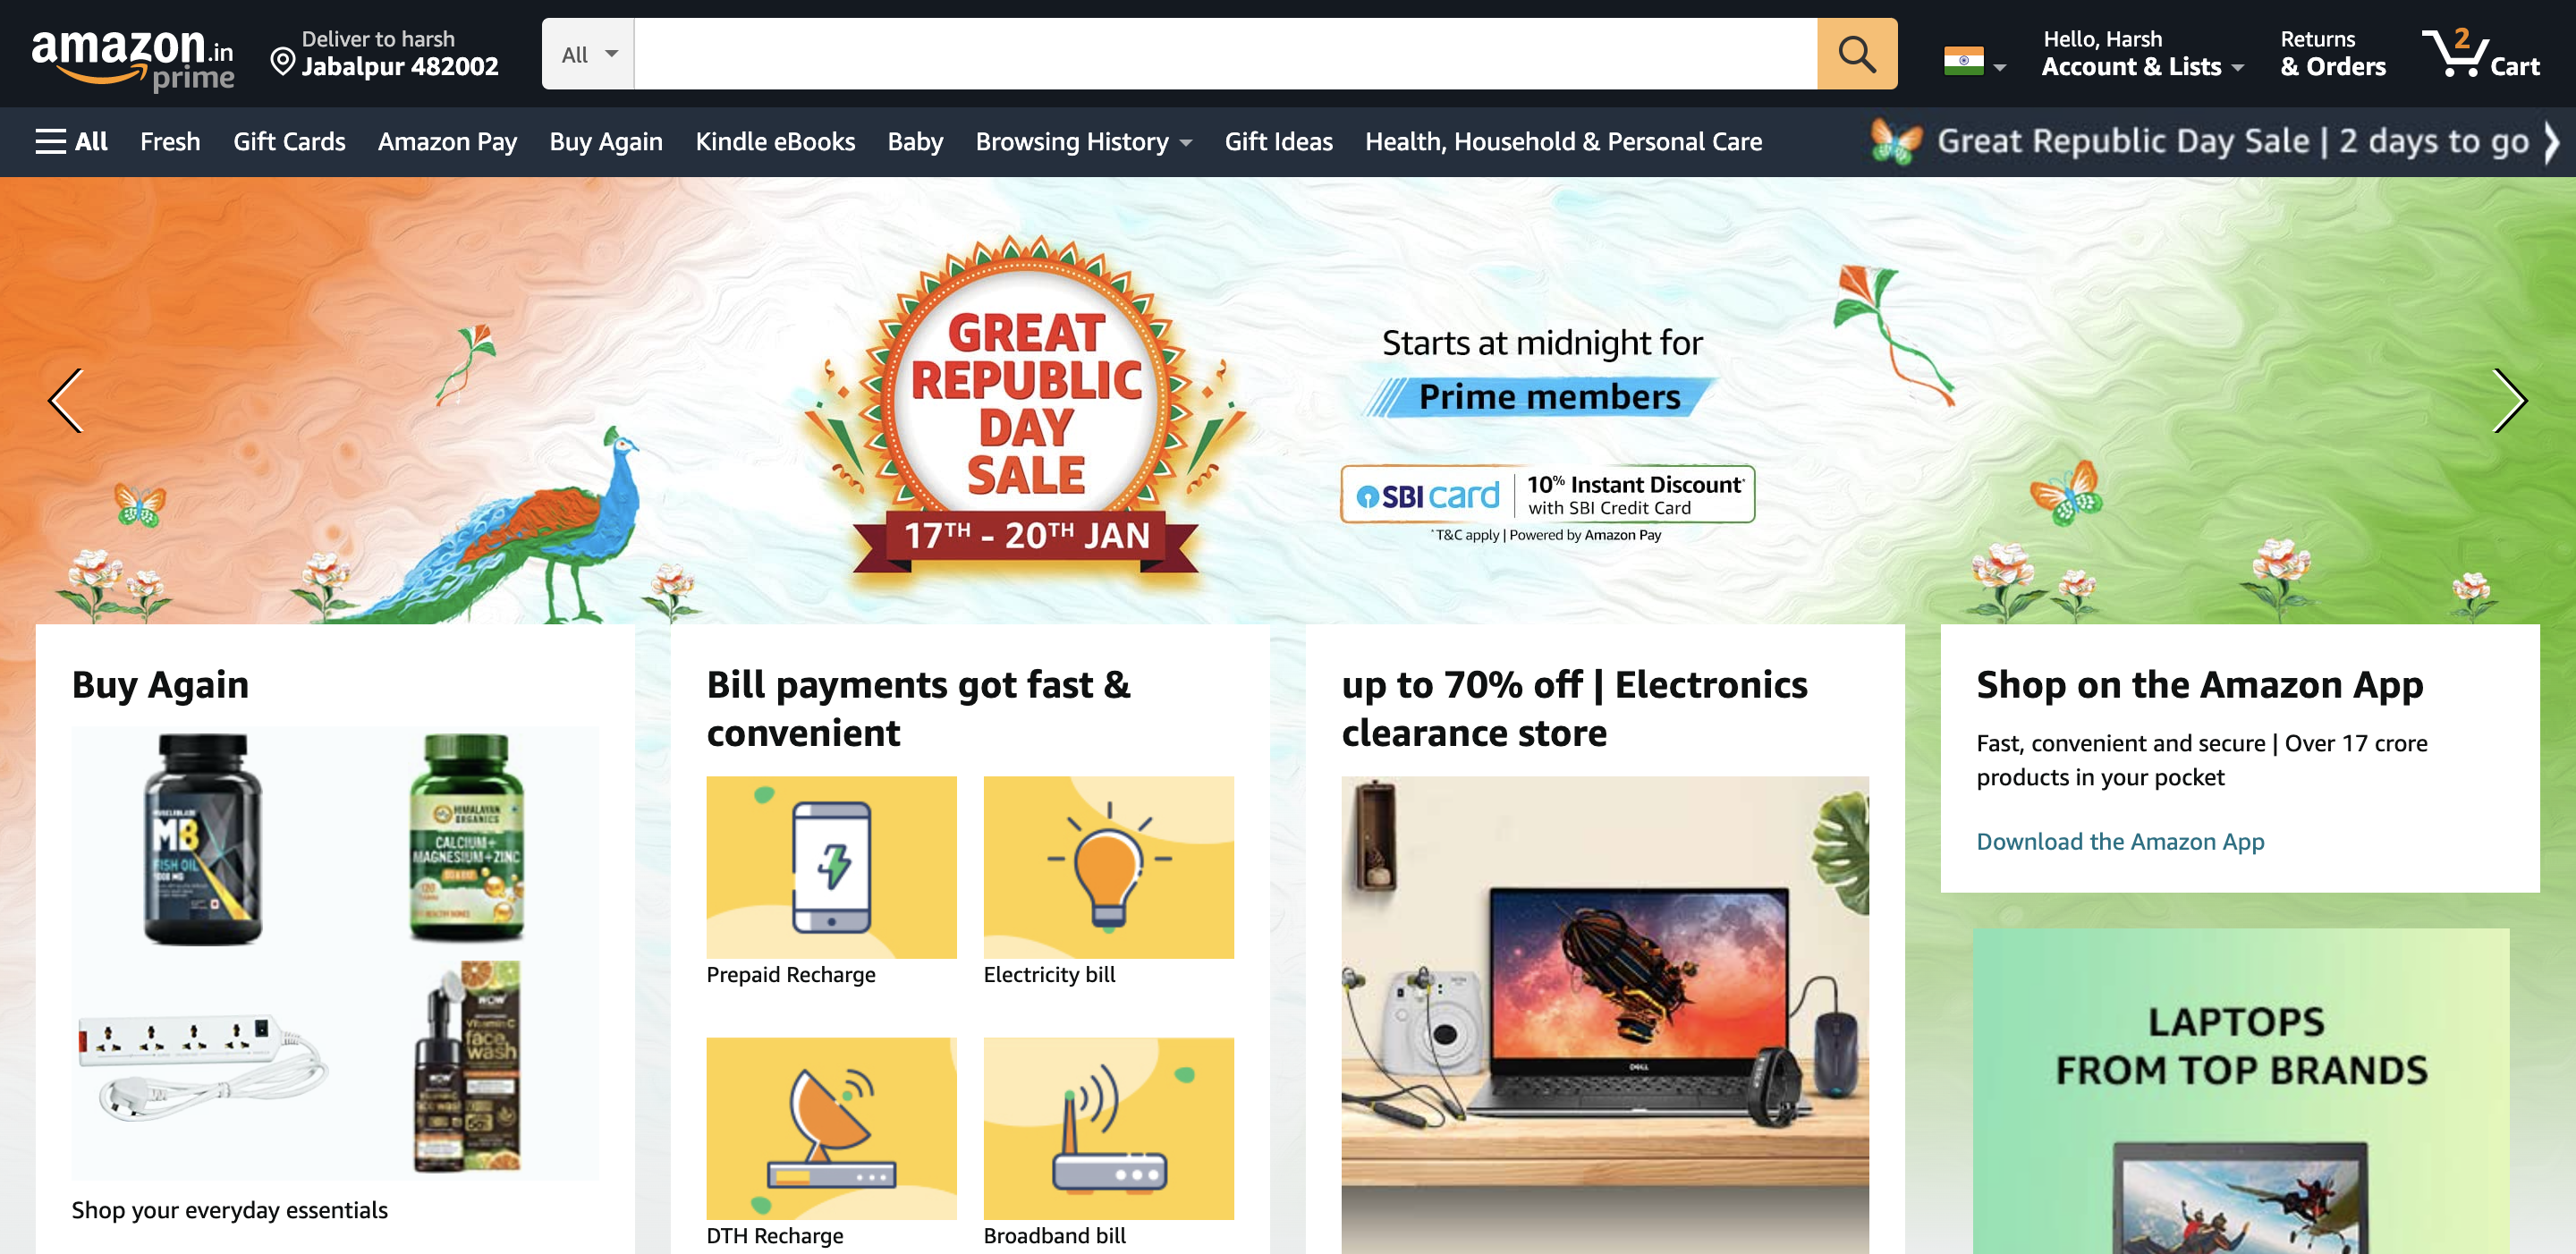 amazon.in
prime
Deliver to harsh
Jabalpur 482002
All
Hello, Harsh
Account & Lists
Returns
& Orders
2
Cart
All
Fresh
Gift Cards
Amazon Pay
Buy Again
Kindle eBooks
Baby
Browsing History
Gift Ideas
Health, Household & Personal Care
Great Republic Day Sale | 2 days to go
GREAT
REPUBLIC
DAY
SALE
17TH - 20TH JAN
Starts at midnight for
Prime members
SBI card
10% Instant Discount*
with SBI Credit Card
*T&C apply | Powered by Amazon Pay
Buy Again
MUSCLEBLAZE
MB
FISH OIL
1000 MG
HIMALAYAN
ORGANICS
CALCIUM+
MAGNESIUM+ZINC
WOW
Vitamin C
face
wash
WOW
Shop your everyday essentials
Bill payments got fast &
convenient
Prepaid Recharge
Electricity bill
DTH Recharge
Broadband bill
up to 70% off | Electronics
clearance store
DELL
Shop on the Amazon App
Fast, convenient and secure | Over 17 crore
products in your pocket
Download the Amazon App
LAPTOPS
FROM TOP BRANDS